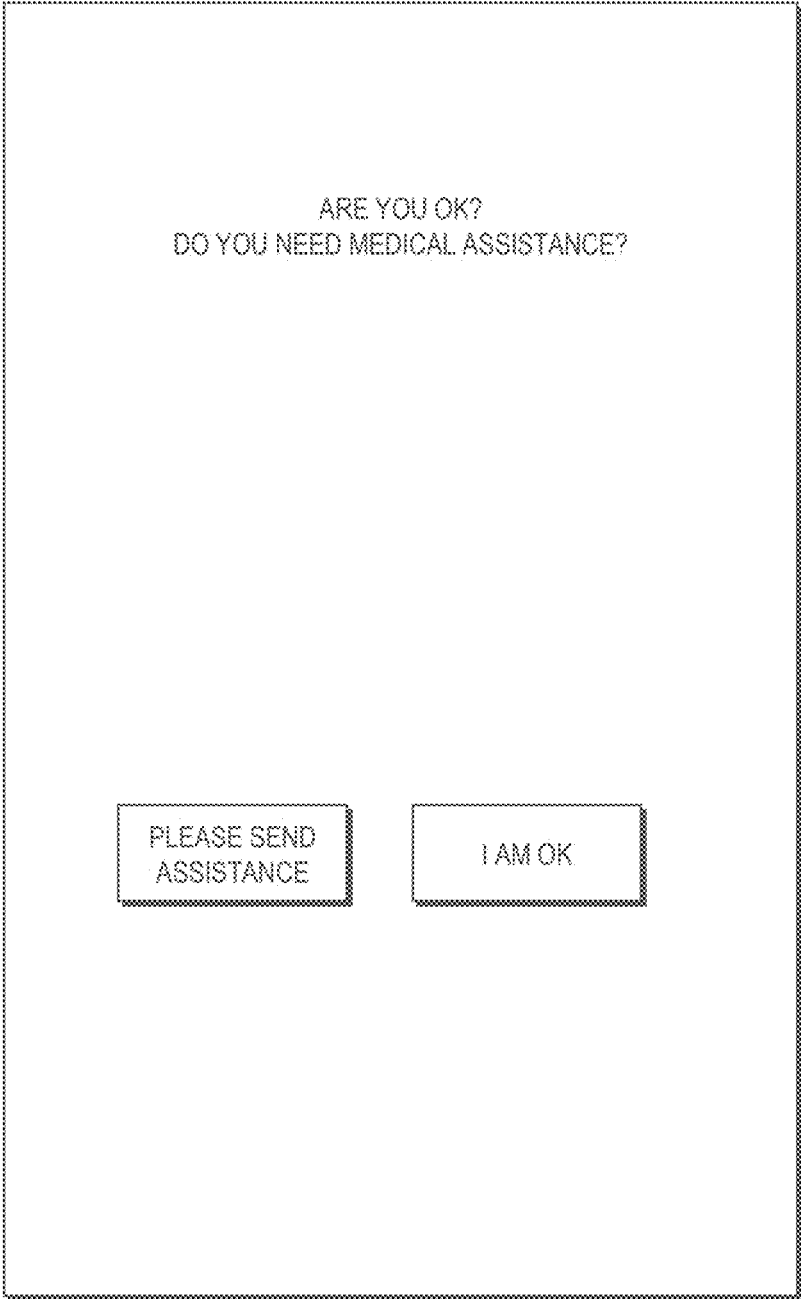 ARE YOU OK?
DO YOU NEED MEDICAL ASSISTANCE?
PLEASE SEND
ASSISTANCE
I AM OK